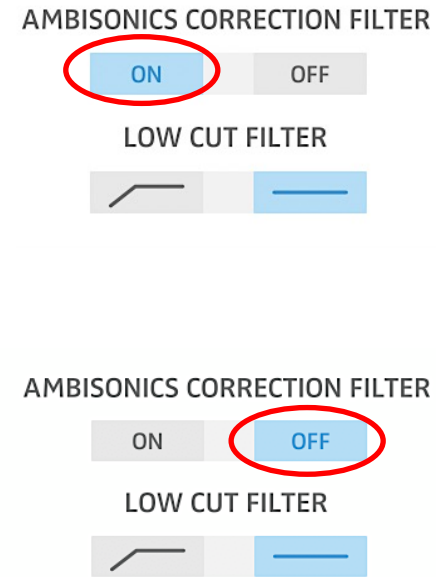 AMBISONICS CORRECTION FILTER
ON OFF
LOW CUT FILTER
AMBISONICS CORRECTION FILTER
ON OFF
LOW CUT FILTER